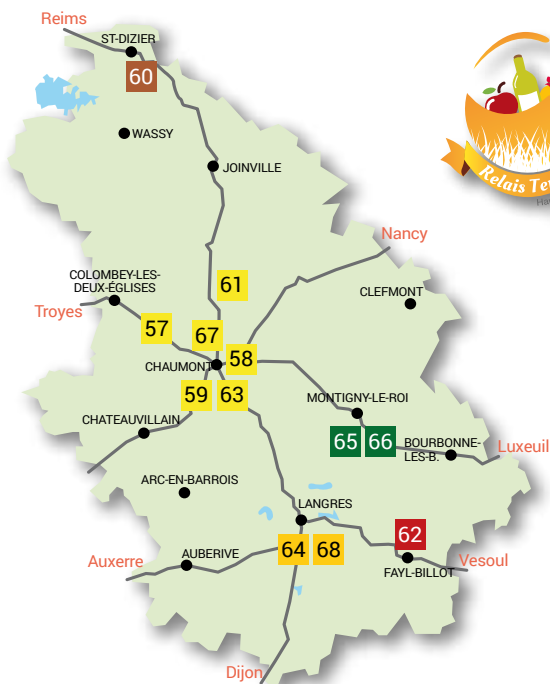 Reims
ST-DIZIER
60
WASSY
JOINVILLE
Relais Ter
Nancy
COLOMBEY-LES-
DEUX-ÉGLISES
61
CLEFMONT
Troyes
57
67
58
CHAUMONT
59 63
MONTIGNY-LE-ROI
CHATEAUVILLAIN
65 66
BOURBONNE-
LES-B.
Luxeuil
ARC-EN-BARROIS
LANGRES
62
64 68
Auxerre
AUBERIVE
FAYL-BILLOT
Vesoul
Dijon